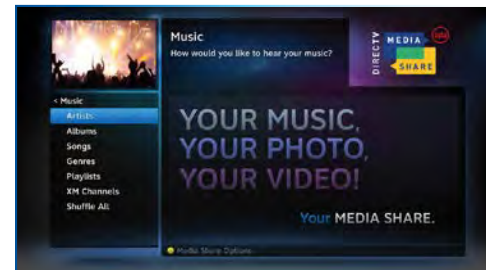 Music
How would you like to hear your music?
DIRECTV
MEDIA
SHARE
< Music
Artists
Albums
Songs
Genres
Playlists
XM Channels
Shuffle All
YOUR MUSIC,
YOUR PHOTO,
YOUR VIDEO!
Your MEDIA SHARE.
Media Share Options